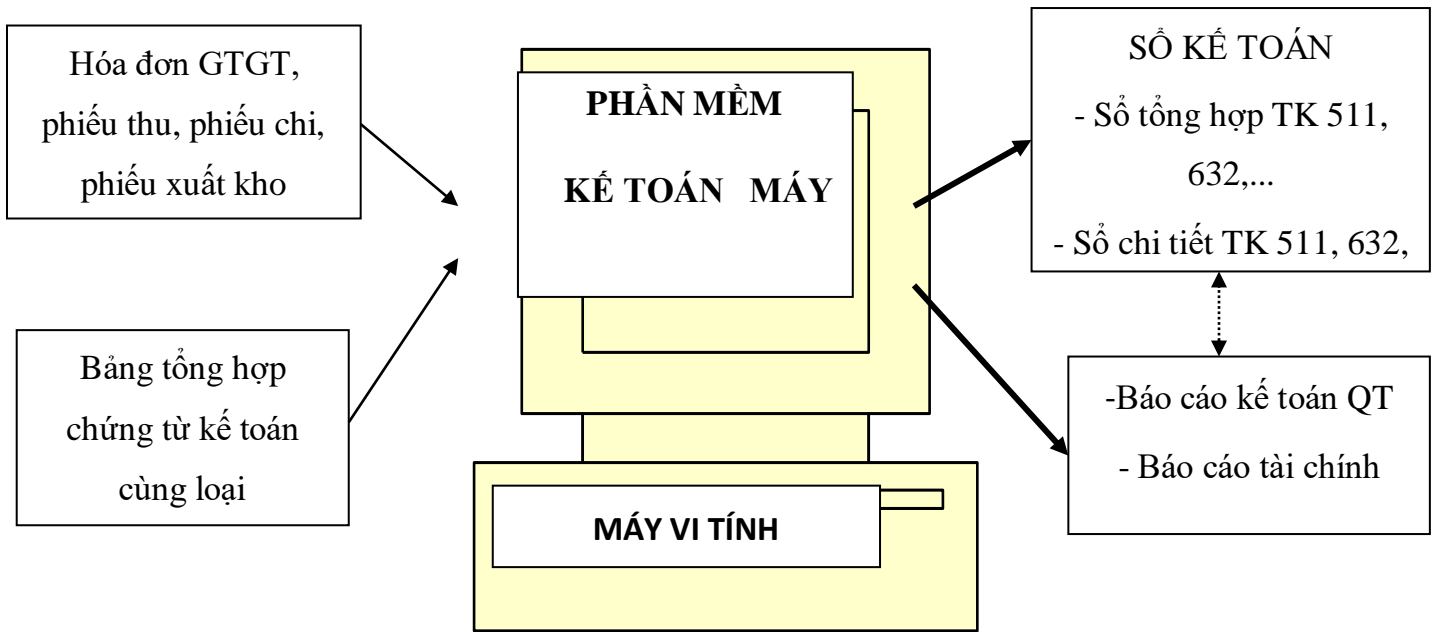 Hóa đơn GTGT,
phiếu thu, phiếu chi,
phiếu xuất kho
Bảng tổng hợp
chứng từ kế toán
cùng loại
PHẦN MỀM
KẾ TOÁN MÁY
MÁY VI TÍNH
SỔ KẾ TOÁN
- Sổ tổng hợp TK 511,
632,...
- Sổ chi tiết TK 511, 632,
-Báo cáo kế toán QT
- Báo cáo tài chính